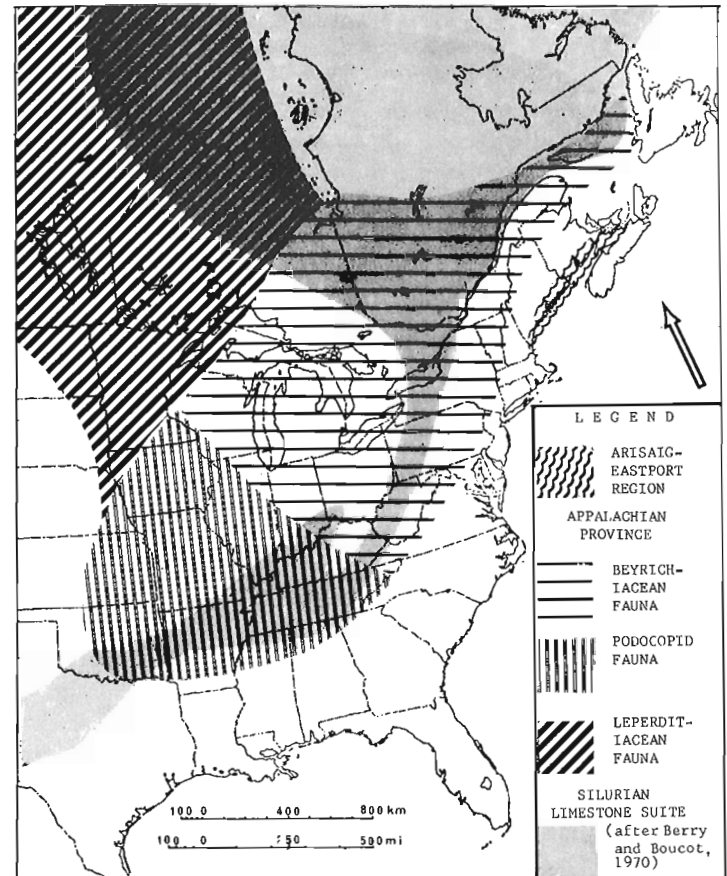 LEGEND
ARISAIG-
EASTPORT
REGION
APPALACHIAN
PROVINCE
BEYRICH-
IACEAN
FAUNA
PODOCOPID
FAUNA
LEPERDIT-
IACEAN
FAUNA
SILURIAN
LIMESTONE SUITE
(after Berry
and Boucot,
1970)
100 0 400 800 km
100 0 250 500 mi